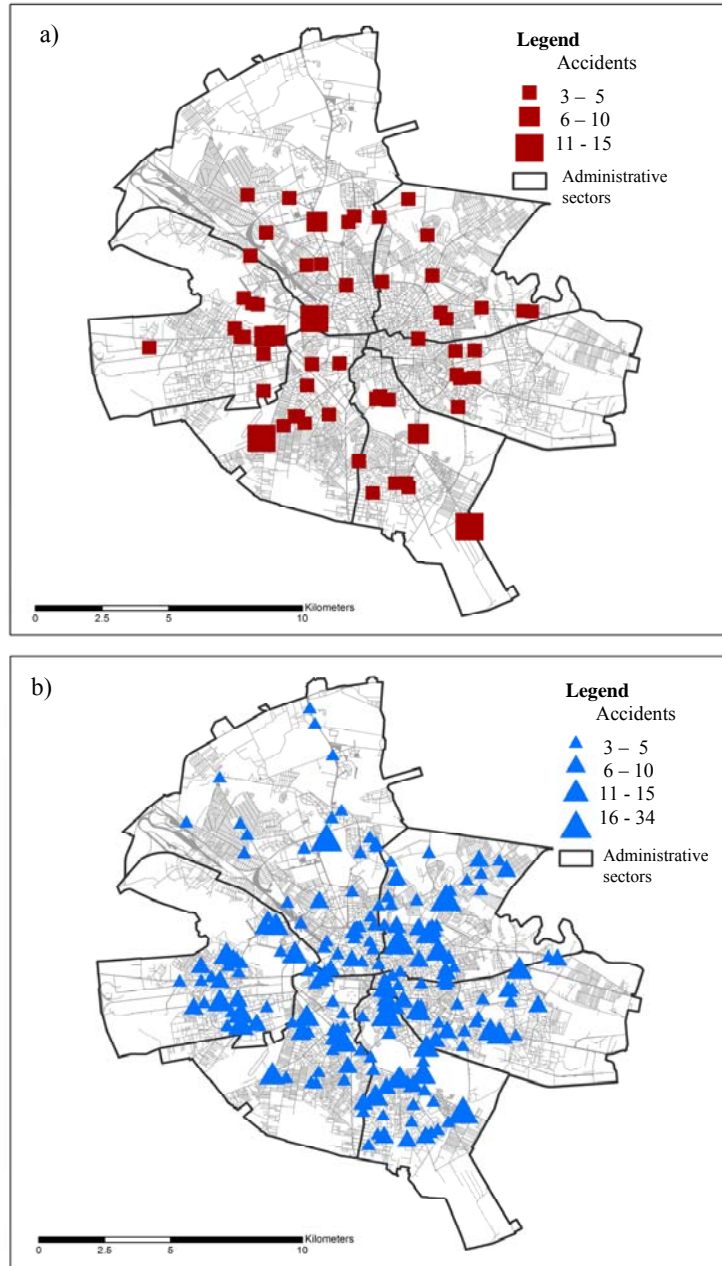 a)
Legend
Accidents
3 – 5
6 – 10
11 - 15
Administrative
sectors
Kilometers
0 2.5 5 10
b)
Legend
Accidents
3 – 5
6 – 10
11 - 15
16 - 34
Administrative
sectors
Kilometers
0 2.5 5 10